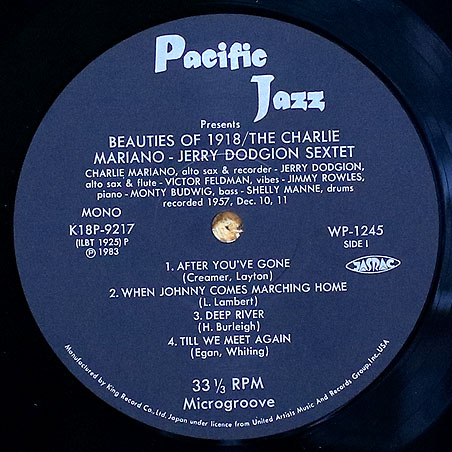 Pacific
Jazz
Presents
BEAUTIES OF 1918/THE CHARLIE
MARIANO - JERRY DODGION SEXTET
CHARLIE MARIANO, alto sax & recorder - JERRY DODGION,
alto sax & flute - VICTOR FELDMAN, vibes - JIMMY ROWLES,
piano - MONTY BUDWIG, bass - SHELLY MANNE, drums
recorded 1957, Dec. 10, 11
MONO
K18P-9217
(ILBT 1925) P
Ⓟ 1983
WP-1245
SIDE I
JASRAC
1. AFTER YOU'VE GONE
(Creamer, Layton)
2. WHEN JOHNNY COMES MARCHING HOME
(L. Lambert)
3. DEEP RIVER
(H. Burleigh)
4. TILL WE MEET AGAIN
(Egan, Whiting)
33 1/3 RPM
Microgroove
Manufactured by King Record Co., Ltd. Japan under licence from United Artists Music And Records Group, Inc. USA